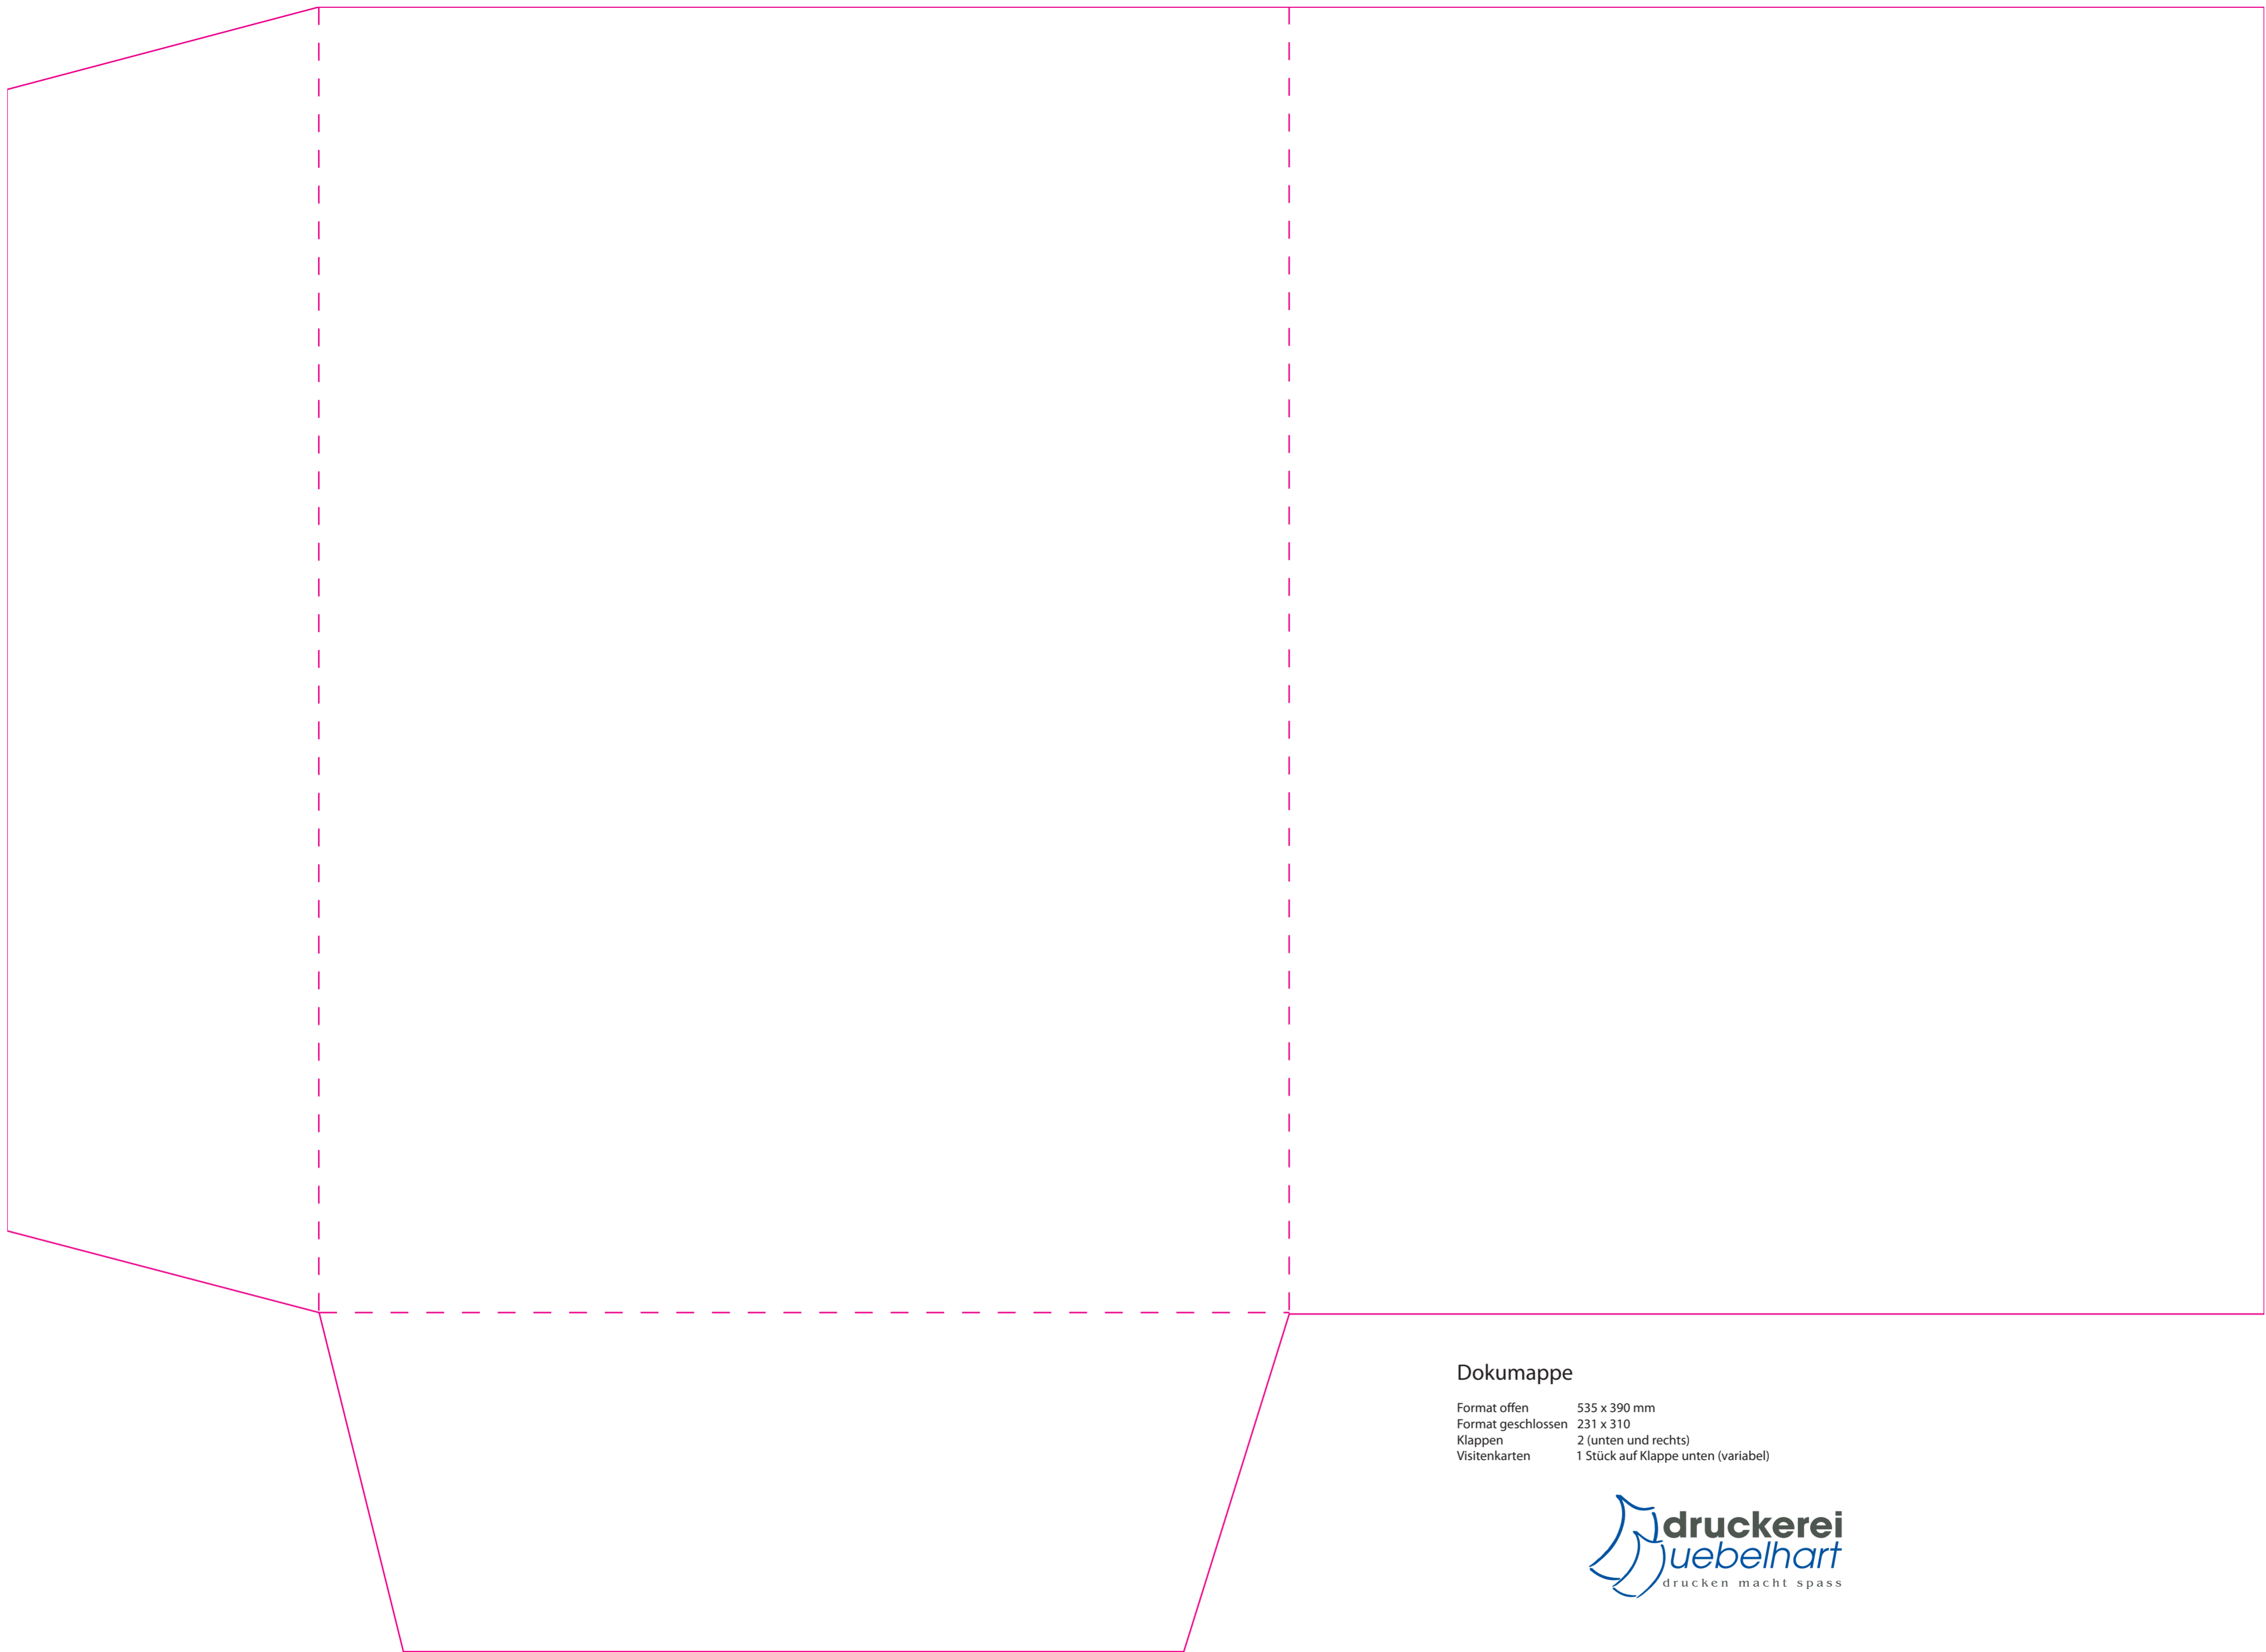 Dokumappe
Format offen 535 x 390 mm
Format geschlossen 231 x 310
Klappen 2 (unten und rechts)
Visitenkarten 1 Stück auf Klappe unten (variabel)
druckerei
uebelhart
drucken macht spass